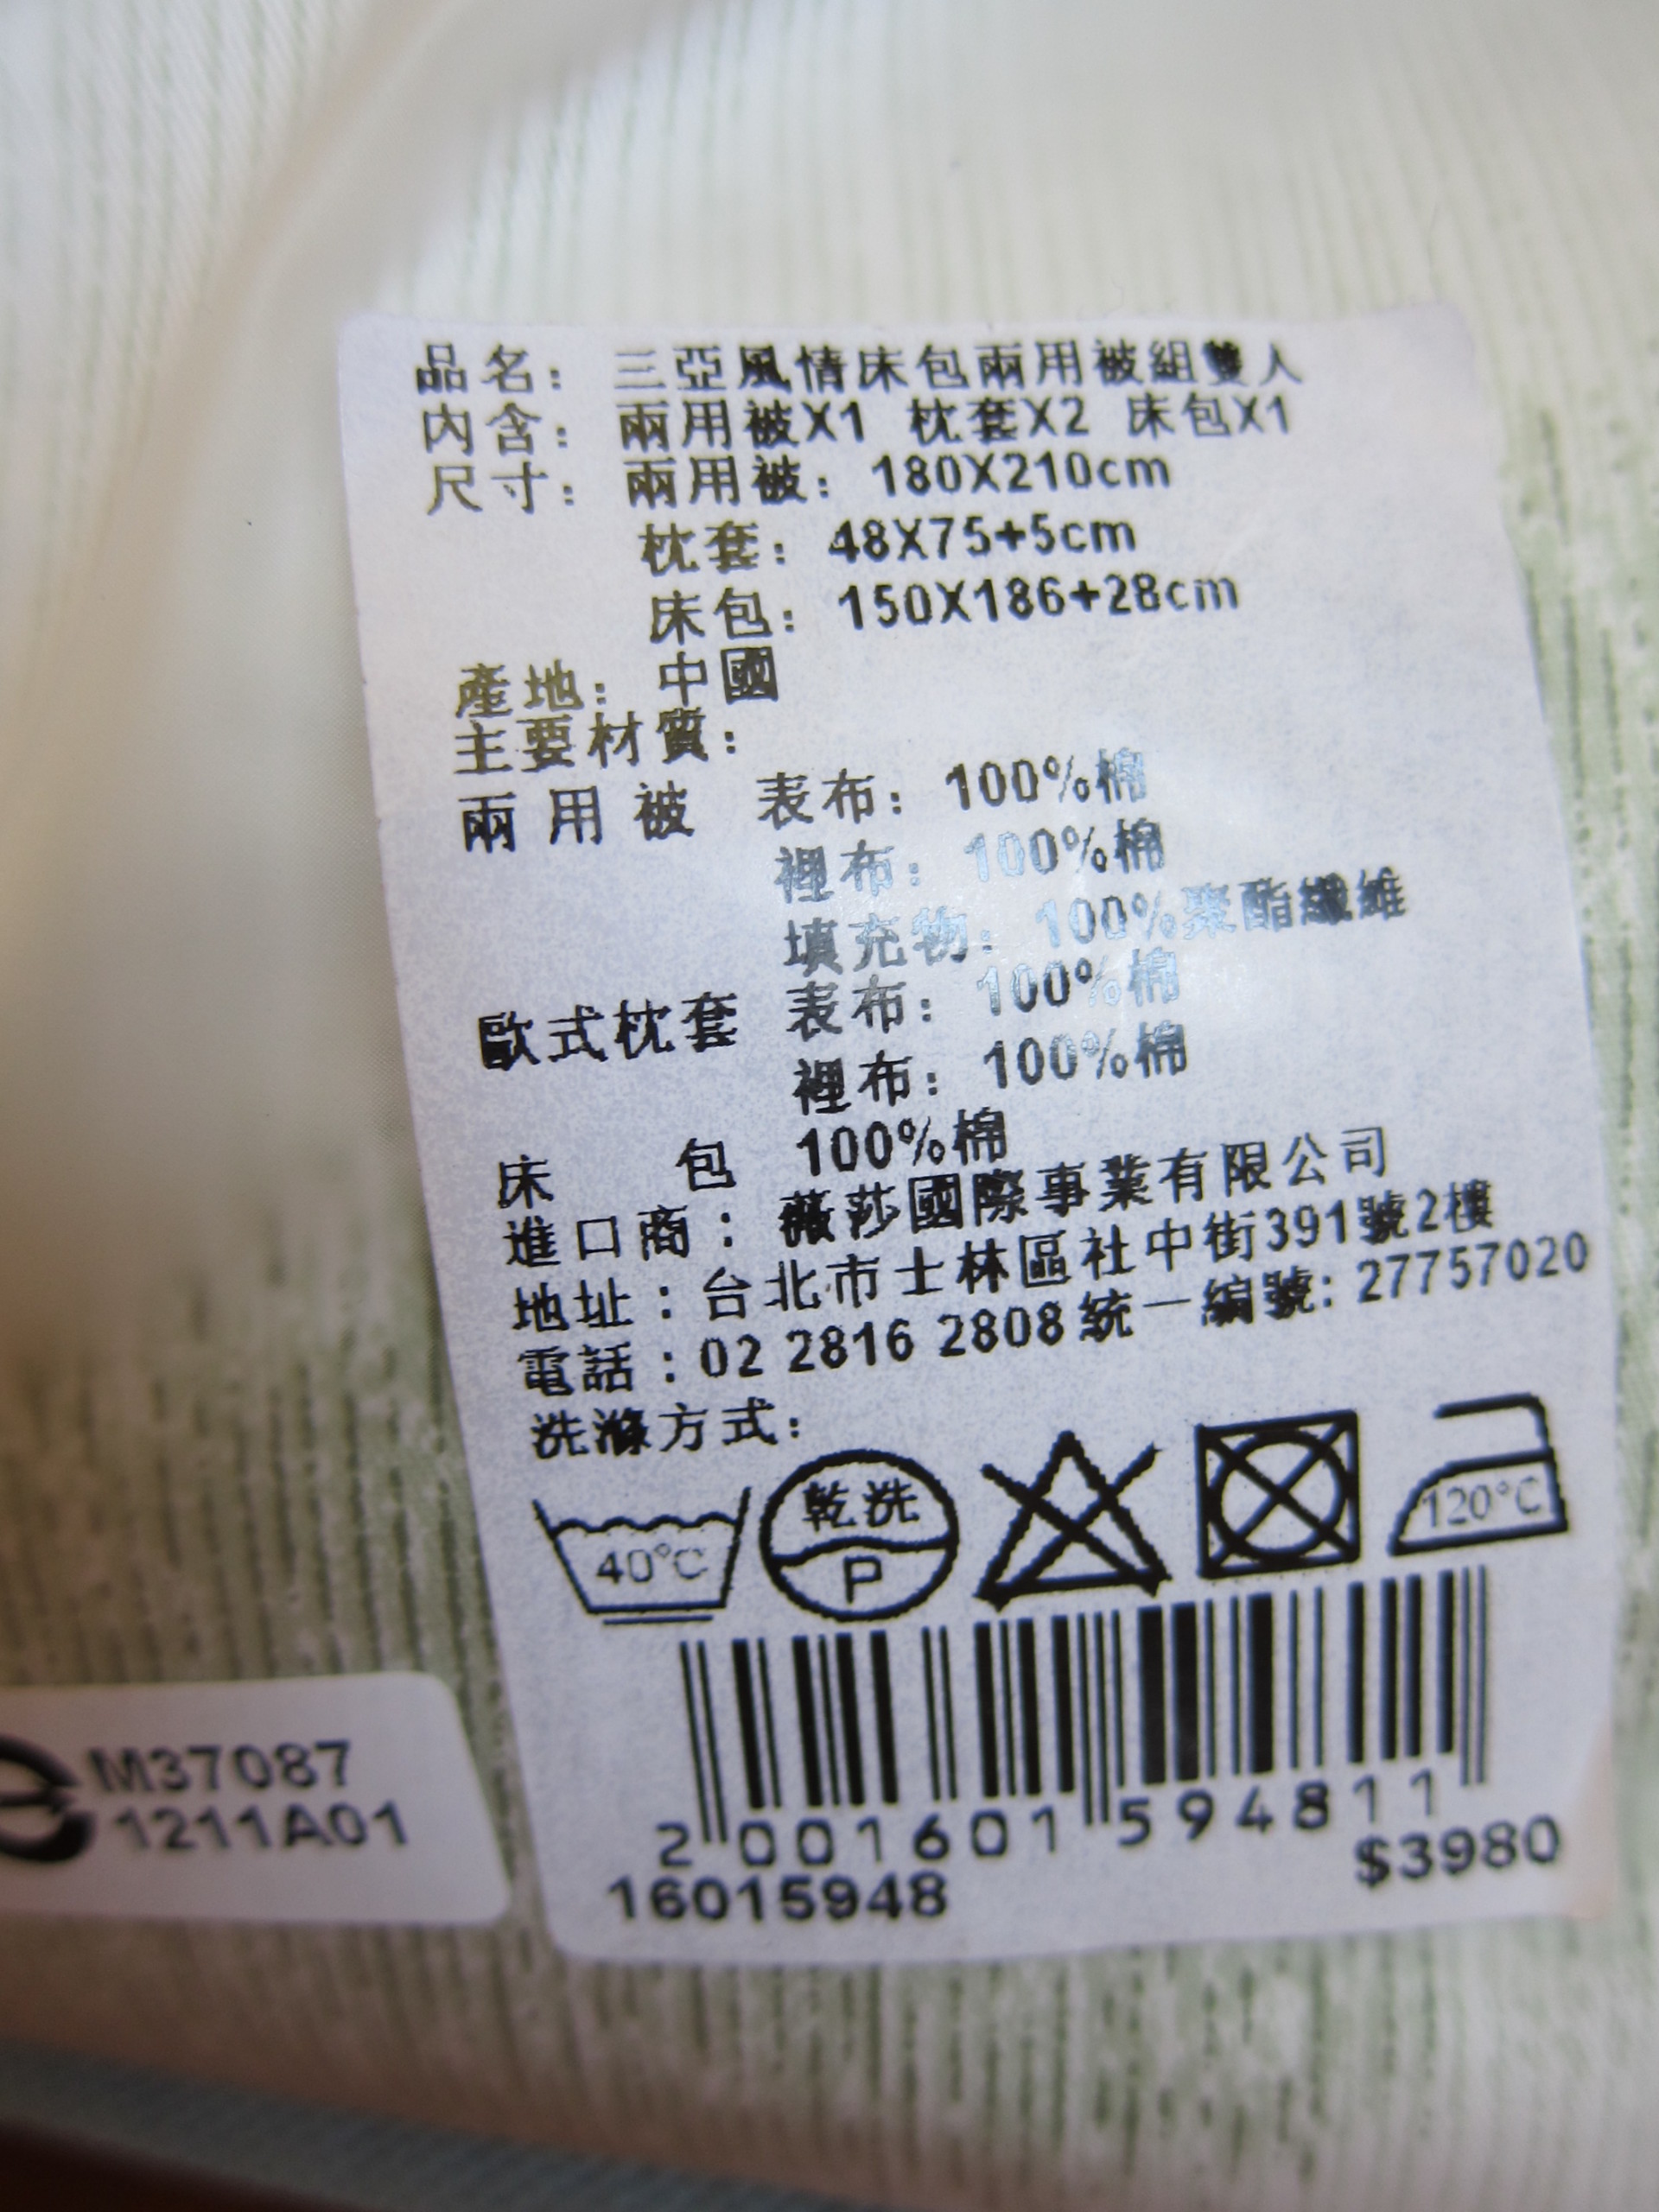 品名：三亞風情床包兩用被組雙人
內含：兩用被X1 枕套X2 床包X1
尺寸：兩用被：180X210cm
枕套：48X75+5cm
床包：150X186+28cm
產地：中國
主要材質：
兩用被 表布：100%棉
裡布：100%棉
填充物：100%聚酯纖維
歐式枕套 表布：100%棉
裡布：100%棉
床包 100%棉
進口商：薇莎國際事業有限公司
地址：台北市士林區社中街391號2樓
電話：02 2816 2808 統一編號：27757020
洗滌方式：
40°C 乾洗 P 120°C
2 001601 594811
16015948 $3980
M37087
1211A01